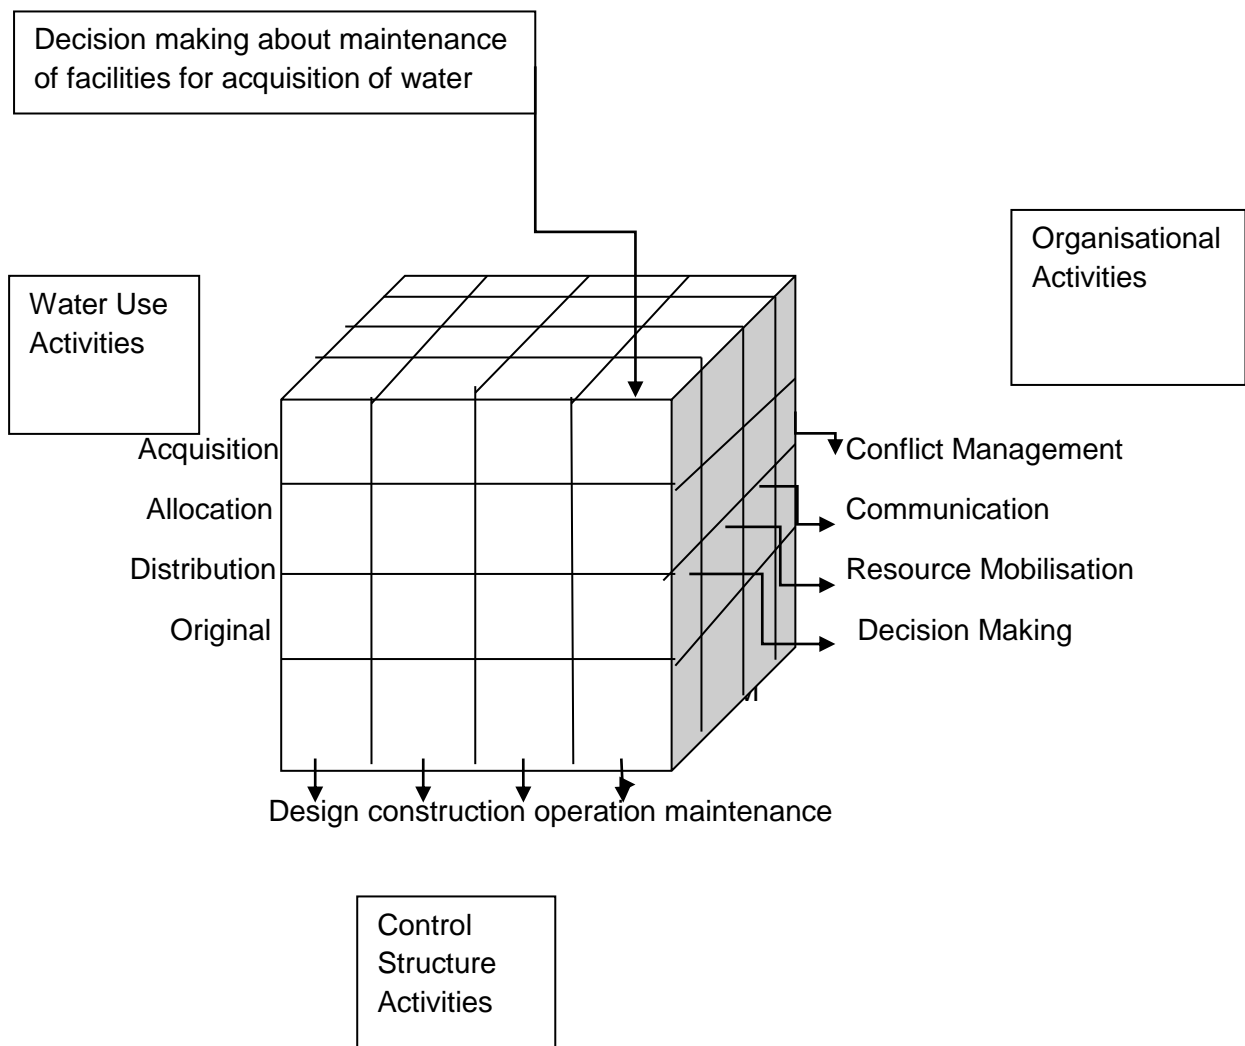 Decision making about maintenance
of facilities for acquisition of water
Organisational
Activities
Water Use
Activities
Acquisition
Conflict Management
Allocation
Communication
Distribution
Resource Mobilisation
Original
Decision Making
Design construction operation maintenance
Control
Structure
Activities